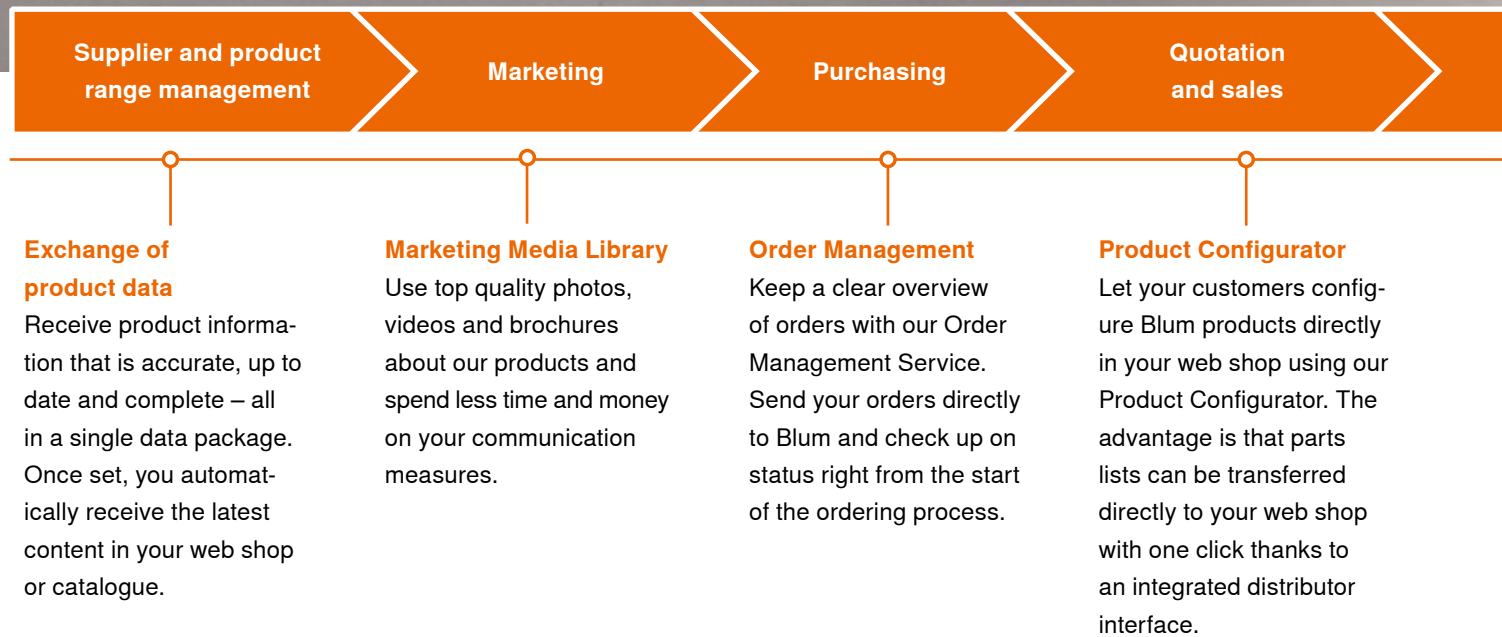 Supplier and product
range management
Marketing
Purchasing
Quotation
and sales
Exchange of
product data
Receive product informa-
tion that is accurate, up to
date and complete – all
in a single data package.
Once set, you automat-
ically receive the latest
content in your web shop
or catalogue.
Marketing Media Library
Use top quality photos,
videos and brochures
about our products and
spend less time and money
on your communication
measures.
Order Management
Keep a clear overview
of orders with our Order
Management Service.
Send your orders directly
to Blum and check up on
status right from the start
of the ordering process.
Product Configurator
Let your customers config-
ure Blum products directly
in your web shop using our
Product Configurator. The
advantage is that parts
lists can be transferred
directly to your web shop
with one click thanks to
an integrated distributor
interface.